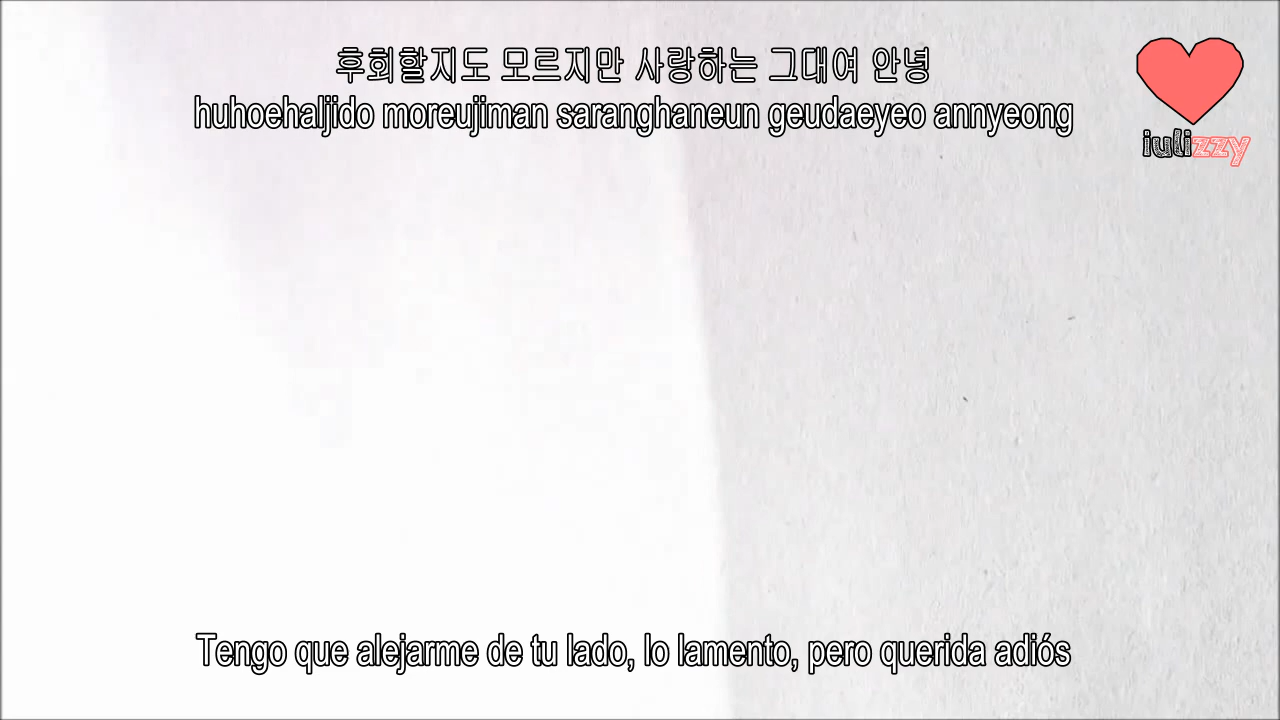 후회할지도 모르지만 사랑하는 그대여 안녕
huhoehaljido moreujiman saranghaneun geudaeyeo annyeong
iulizzy
Tengo que alejarme de tu lado, lo lamento, pero querida adiós